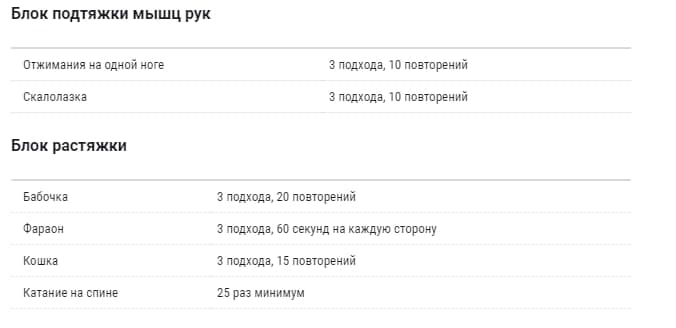 Блок подтяжки мышц рук
Отжимания на одной ноге 3 подхода, 10 повторений
Скалолазка 3 подхода, 10 повторений
Блок растяжки
Бабочка 3 подхода, 20 повторений
Фараон 3 подхода, 60 секунд на каждую сторону
Кошка 3 подхода, 15 повторений
Катание на спине 25 раз минимум